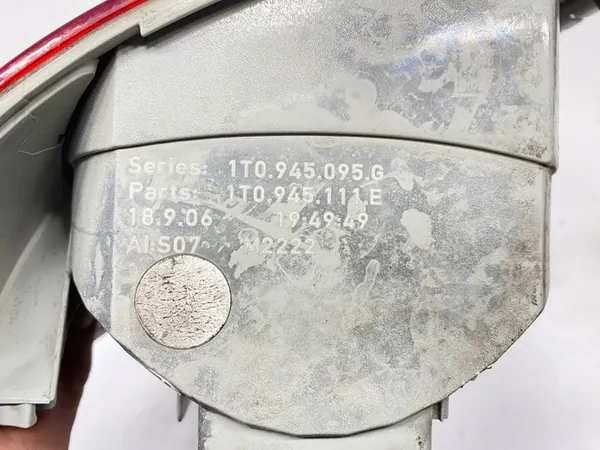 Series: 1T0.945.095.G
Parts: 1T0.945.111.E
18.9.06 19:49:49
AI.S07 M2222